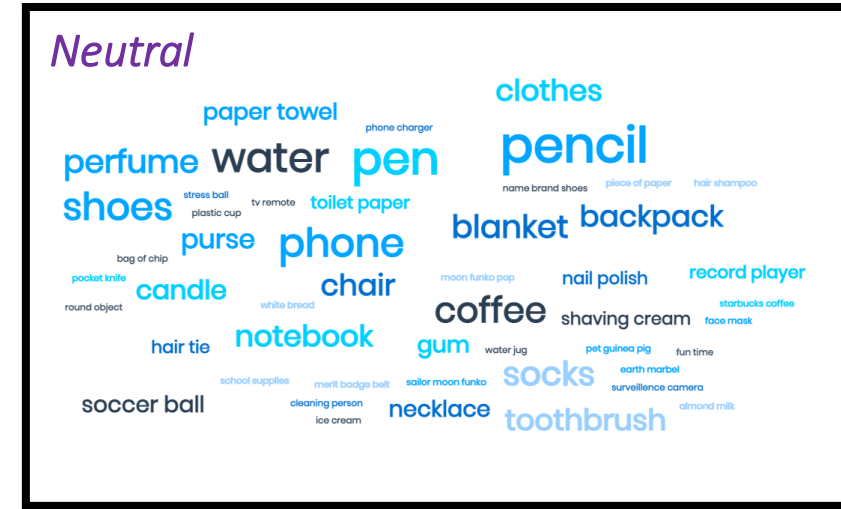 Neutral
clothes
paper towel
phone charger
pencil
perfume water pen
name brand shoes piece of paper hair shampoo
shoes stress ball tv remote toilet paper
plastic cup
blanket backpack
purse phone
bag of chip
pocket knife candle chair moon funko pop nail polish record player
round object white bread coffee shaving cream starbucks coffee
face mask
hair tie notebook gum water jug pet guinea pig fun time
school supplies merit badge belt sailor moon funko socks earth marbel
surveillence camera
soccer ball cleaning person necklace toothbrush almond milk
ice cream